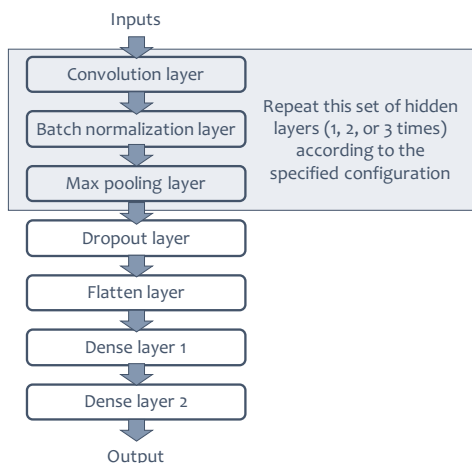 Inputs
Convolution layer
Batch normalization layer
Max pooling layer
Repeat this set of hidden
layers (1, 2, or 3 times)
according to the
specified configuration
Dropout layer
Flatten layer
Dense layer 1
Dense layer 2
Output